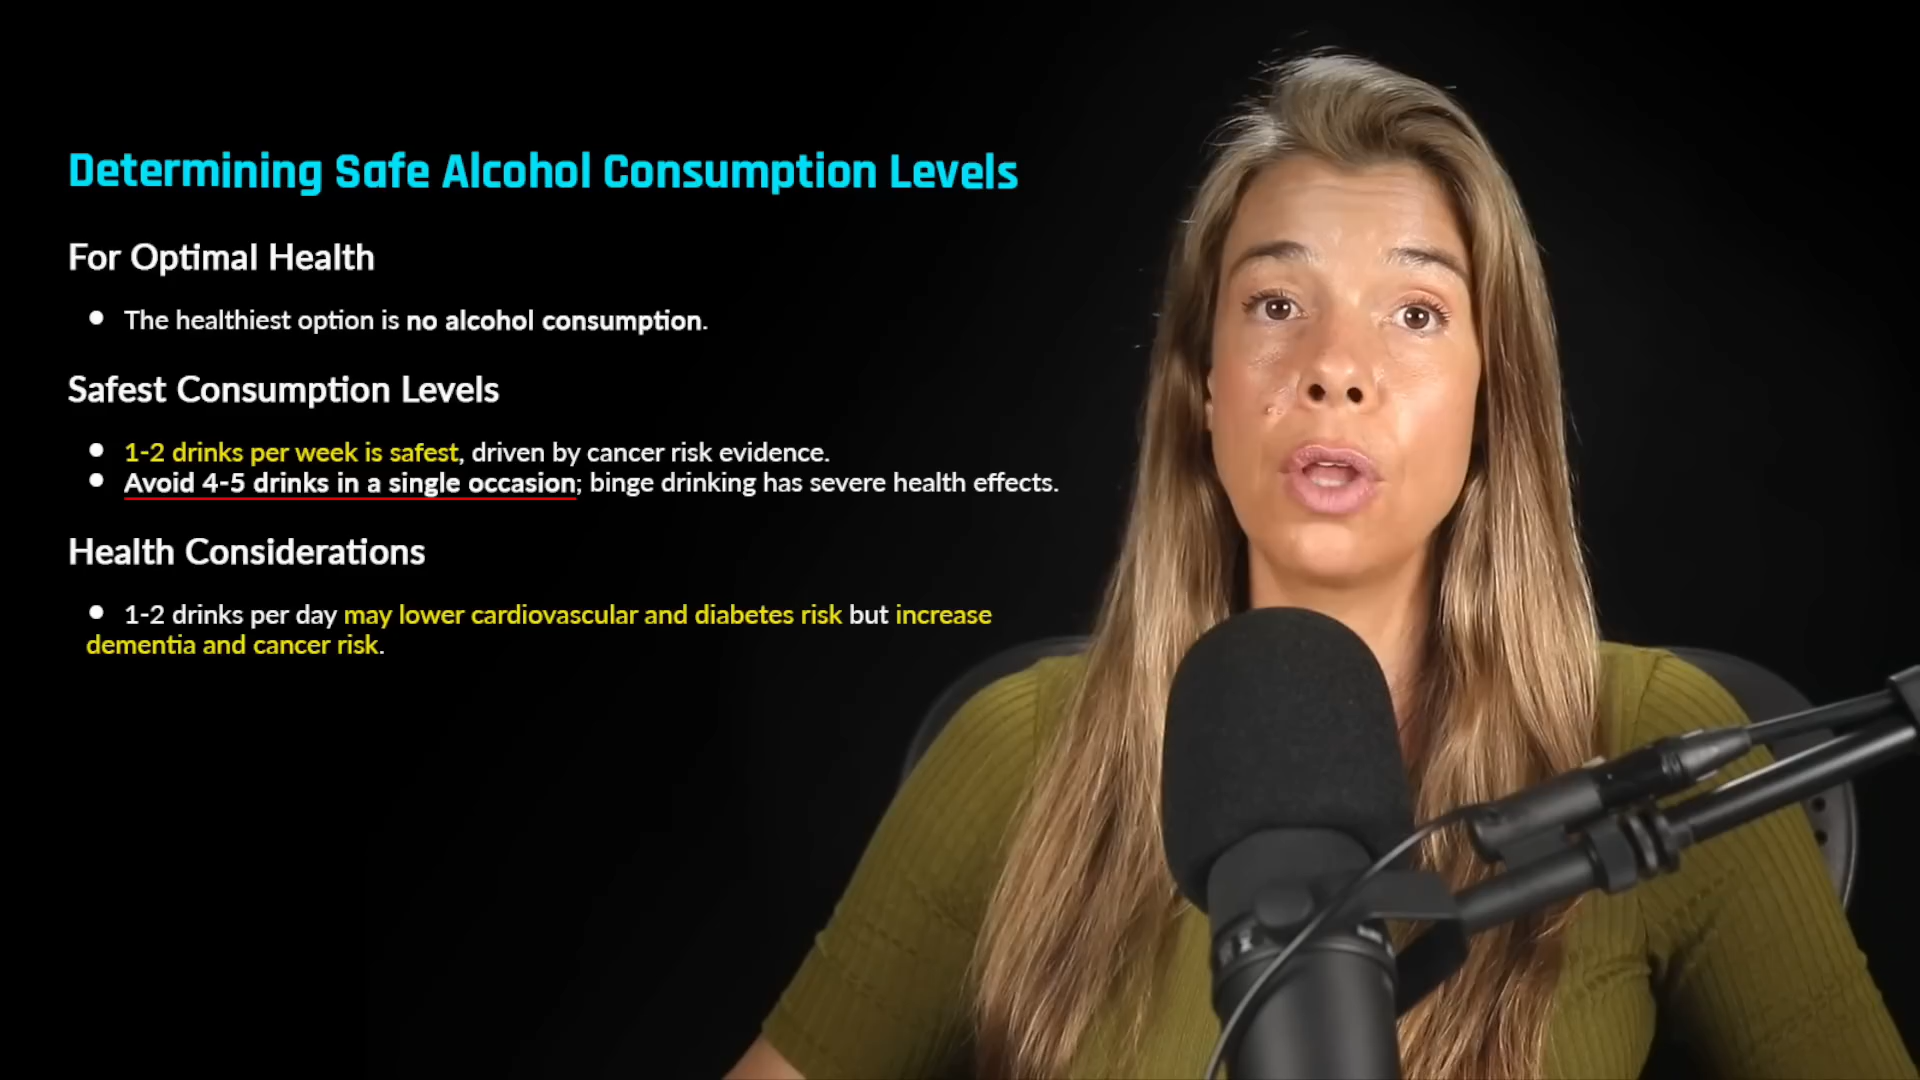 Determining Safe Alcohol Consumption Levels
For Optimal Health
• The healthiest option is no alcohol consumption.
Safest Consumption Levels
• 1-2 drinks per week is safest, driven by cancer risk evidence.
• Avoid 4-5 drinks in a single occasion; binge drinking has severe health effects.
Health Considerations
• 1-2 drinks per day may lower cardiovascular and diabetes risk but increase
dementia and cancer risk.